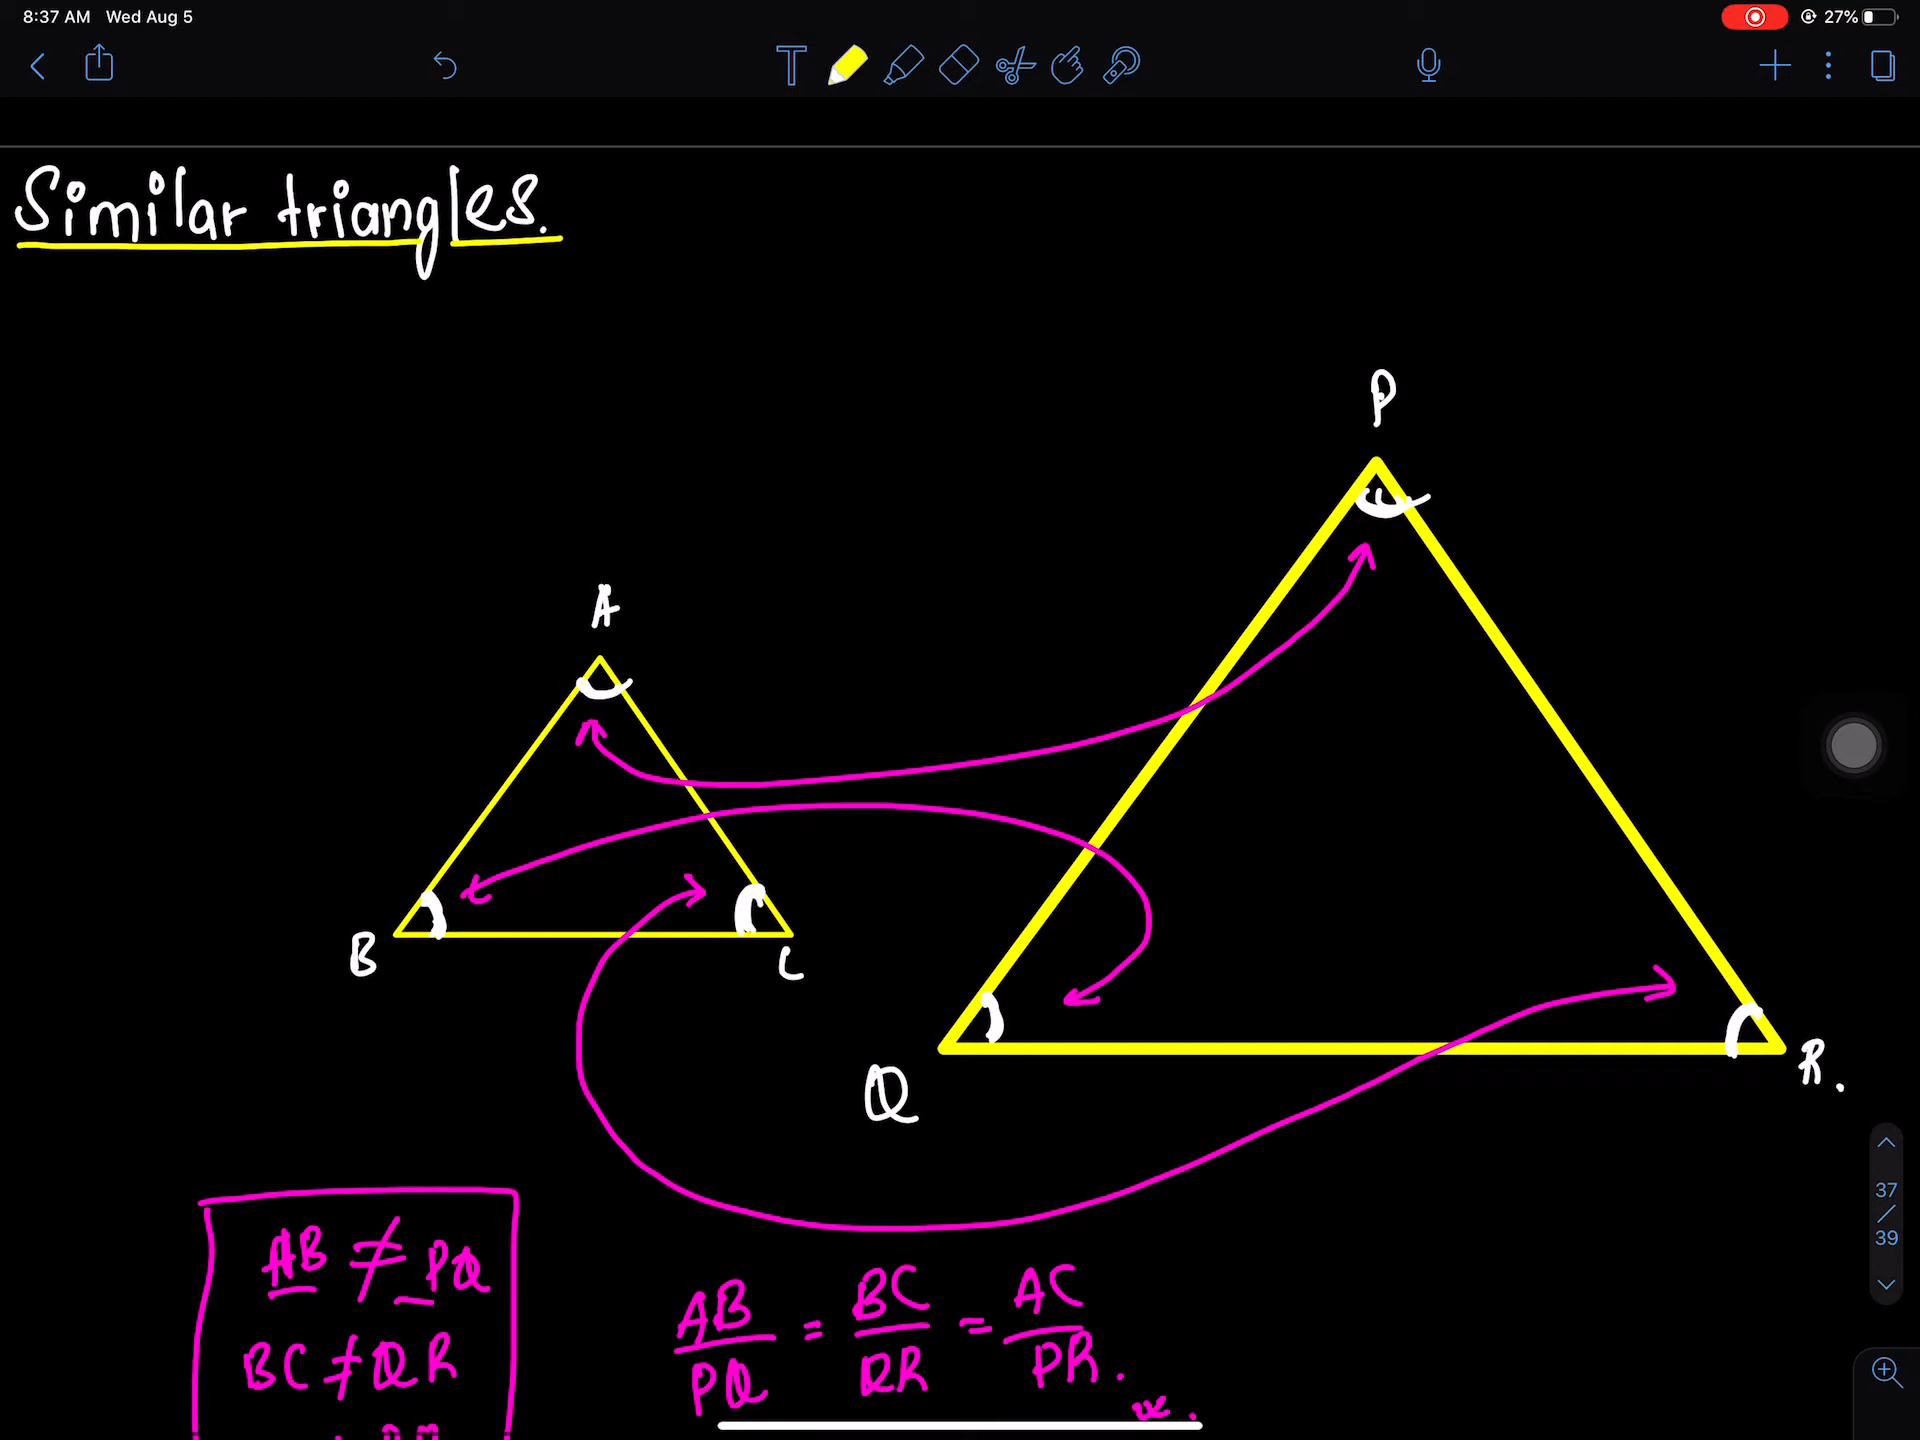 8:37 AM Wed Aug 5
27%
Similar triangles.
P
A
B
C
Q
R.
37
/
39
AB ≠ PQ
BC ≠ QR
AB/PQ = BC/QR = AC/PR.